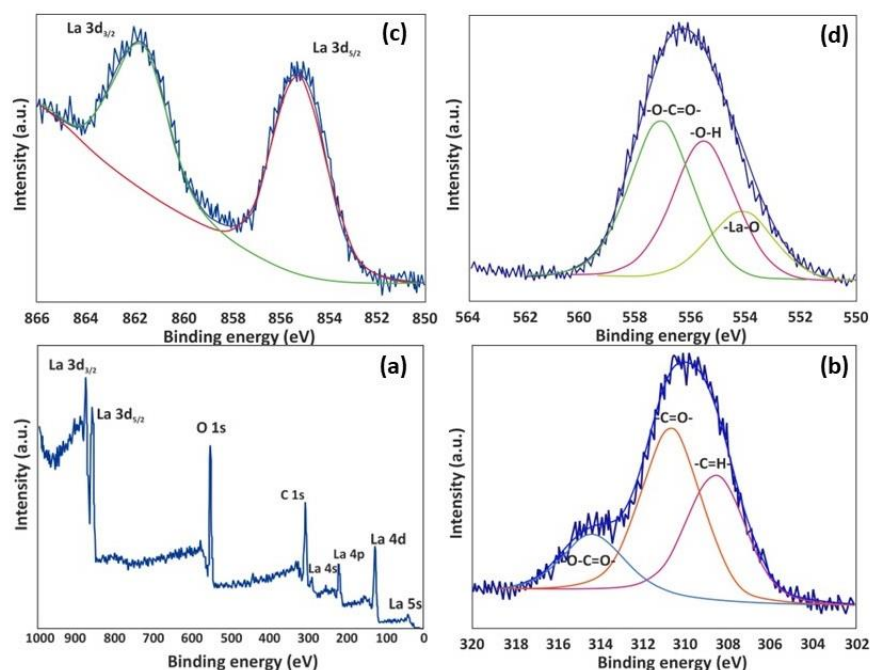 La 3d3/2
La 3d5/2
(c)
Intensity (a.u.)
866 864 862 860 858 856 854 852 850
Binding energy (eV)
(d)
-O-C=O-
-O-H
-La-O
Intensity (a.u.)
564 562 560 558 556 554 552 550
Binding energy (eV)
(a)
La 3d3/2
La 3d5/2
O 1s
C 1s
La 4s
La 4p
La 4d
La 5s
Intensity (a.u.)
1000 900 800 700 600 500 400 300 200 100 0
Binding energy (eV)
(b)
-C=O-
-C=H-
-O-C=O-
Intensity (a.u.)
320 318 316 314 312 310 308 306 304 302
Binding energy (eV)